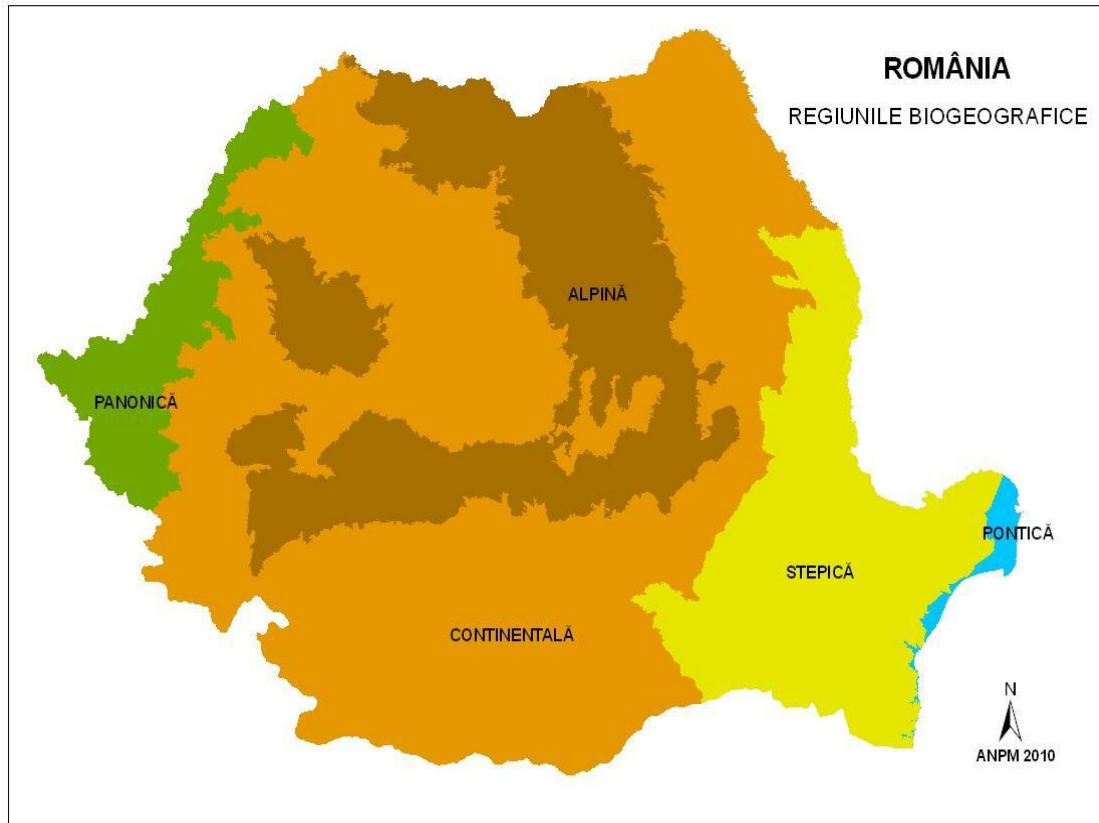 ROMÂNIA
REGIUNILE BIOGEOGRAFICE
ALPINĂ
PANONICĂ
PONTICĂ
STEPICĂ
CONTINENTALĂ
N
ANPM 2010